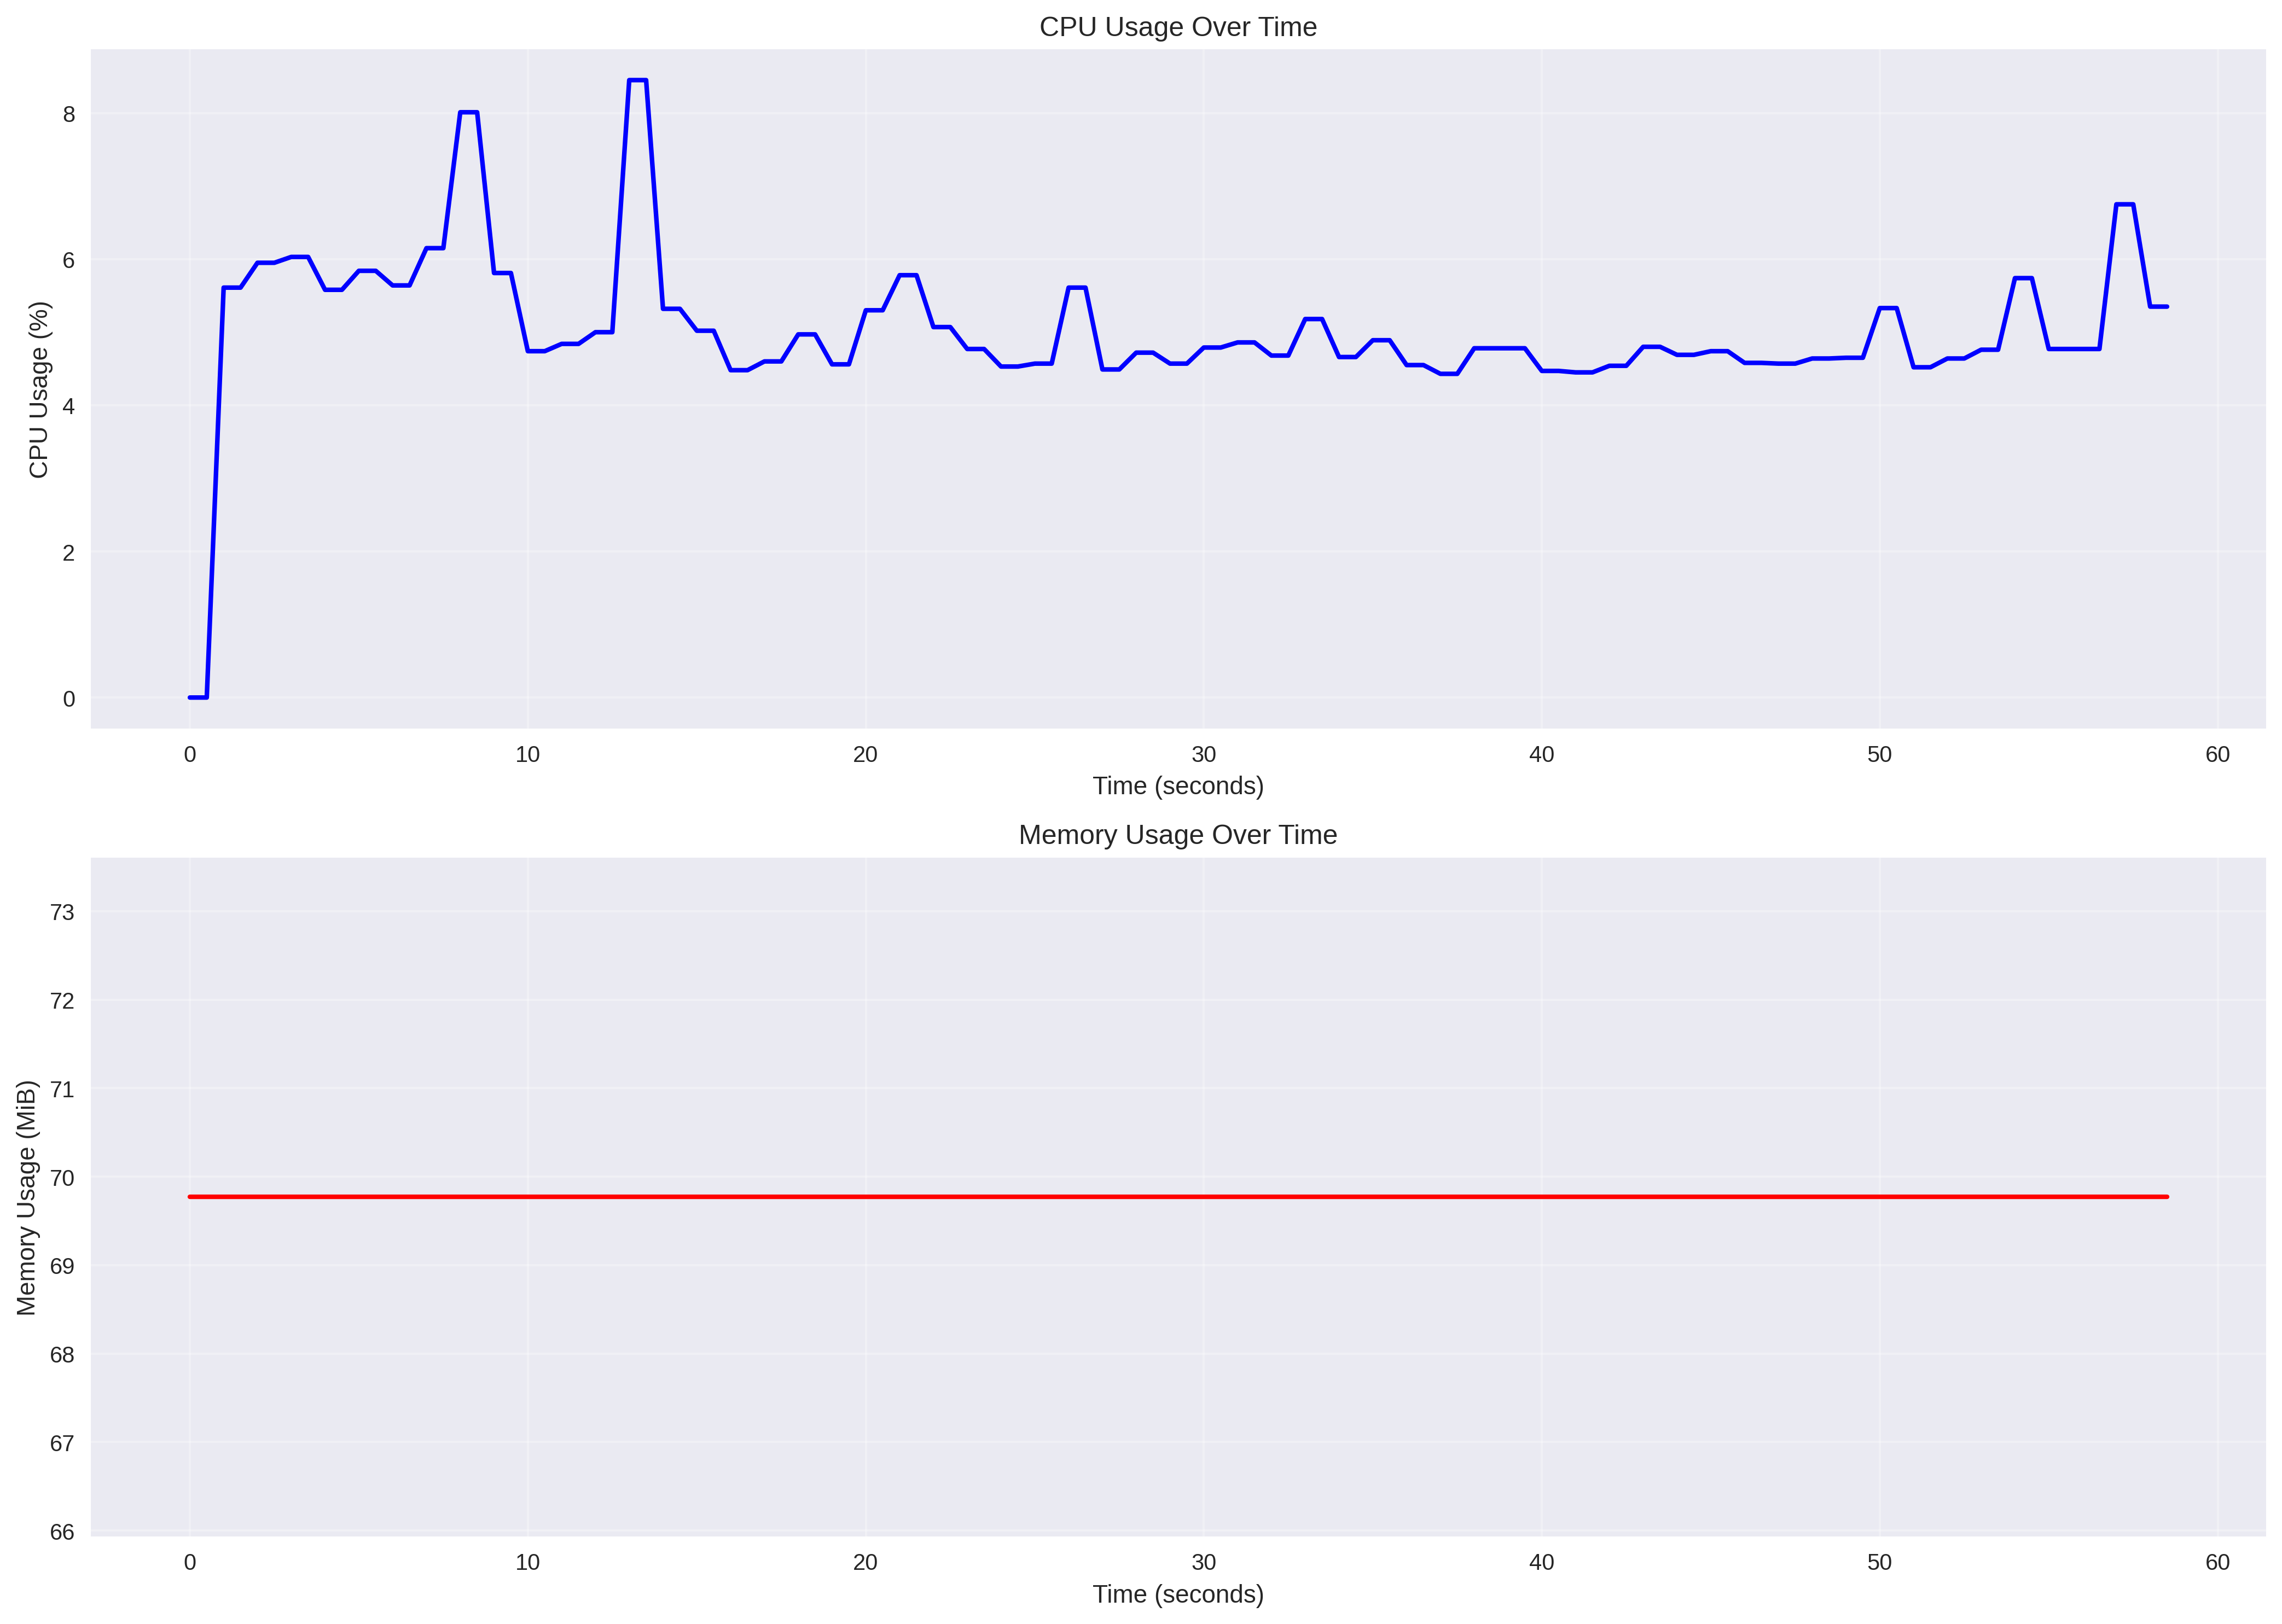 CPU Usage Over Time
8
6
4
2
0
CPU Usage (%)
0 10 20 30 40 50 60
Time (seconds)
Memory Usage Over Time
73
72
71
70
69
68
67
66
Memory Usage (MiB)
0 10 20 30 40 50 60
Time (seconds)